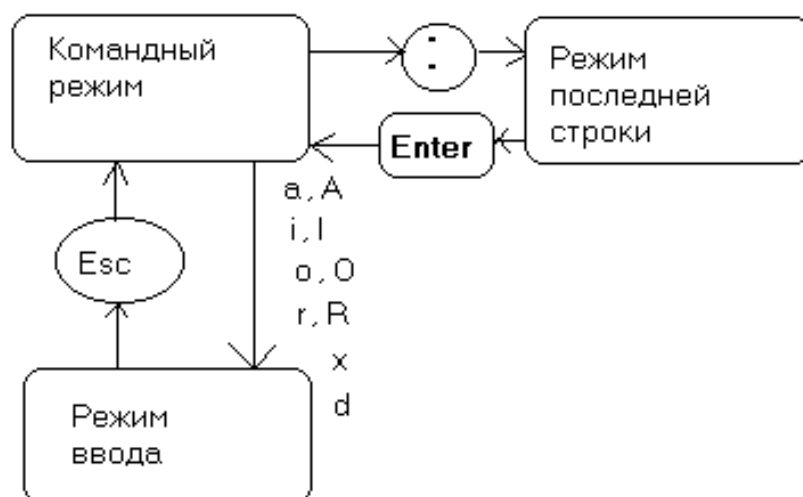 Командный
режим
:
Режим
последней
строки
Enter
a, A
i, I
o, O
r, R
x
d
Esc
Режим
ввода